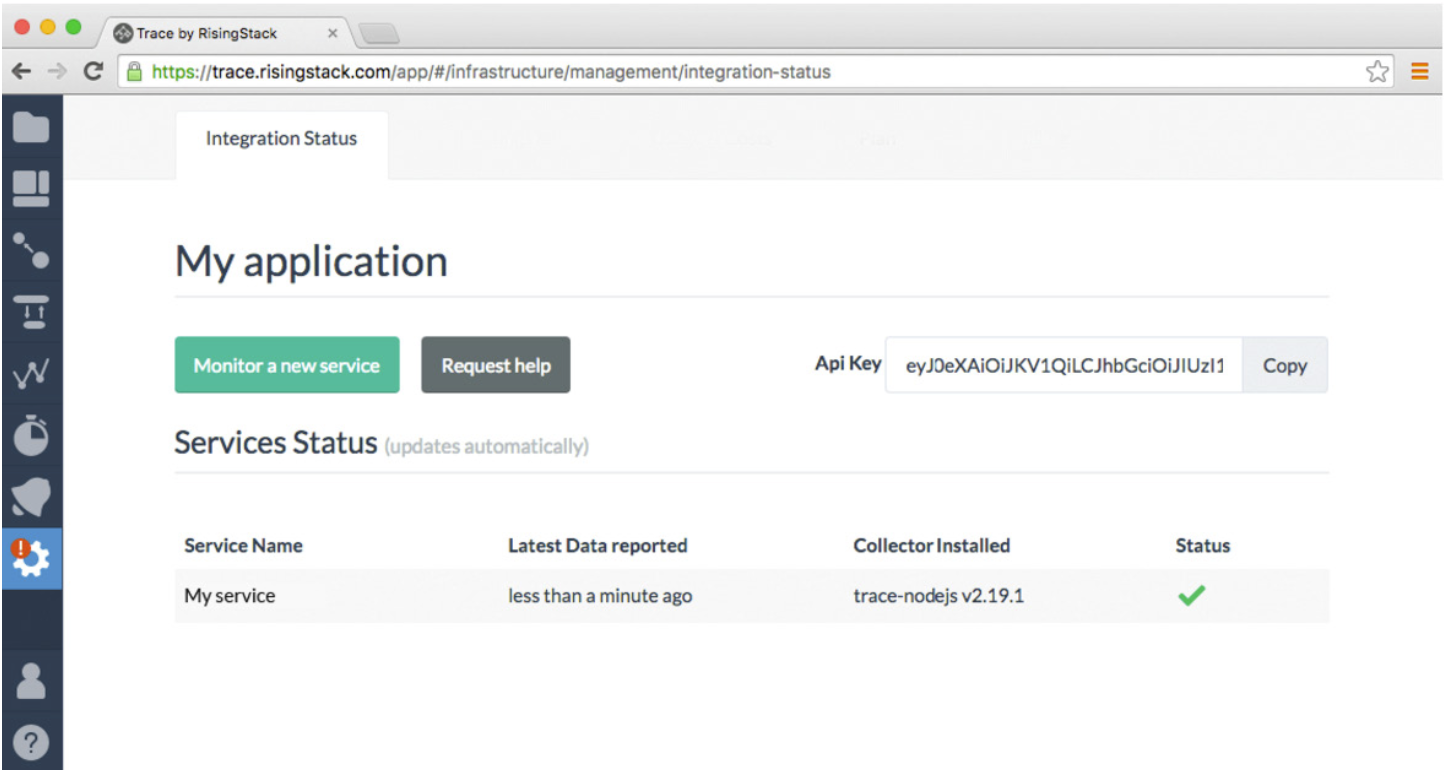 Trace by RisingStack
https://trace.risingstack.com/app/#/infrastructure/management/integration-status
Integration Status
My application
Monitor a new service Request help Api Key eyJ0eXAiOiJKV1QiLCJhbGciOiJIUzI1 Copy
Services Status (updates automatically)
Service Name Latest Data reported Collector Installed Status
My service less than a minute ago trace-nodejs v2.19.1